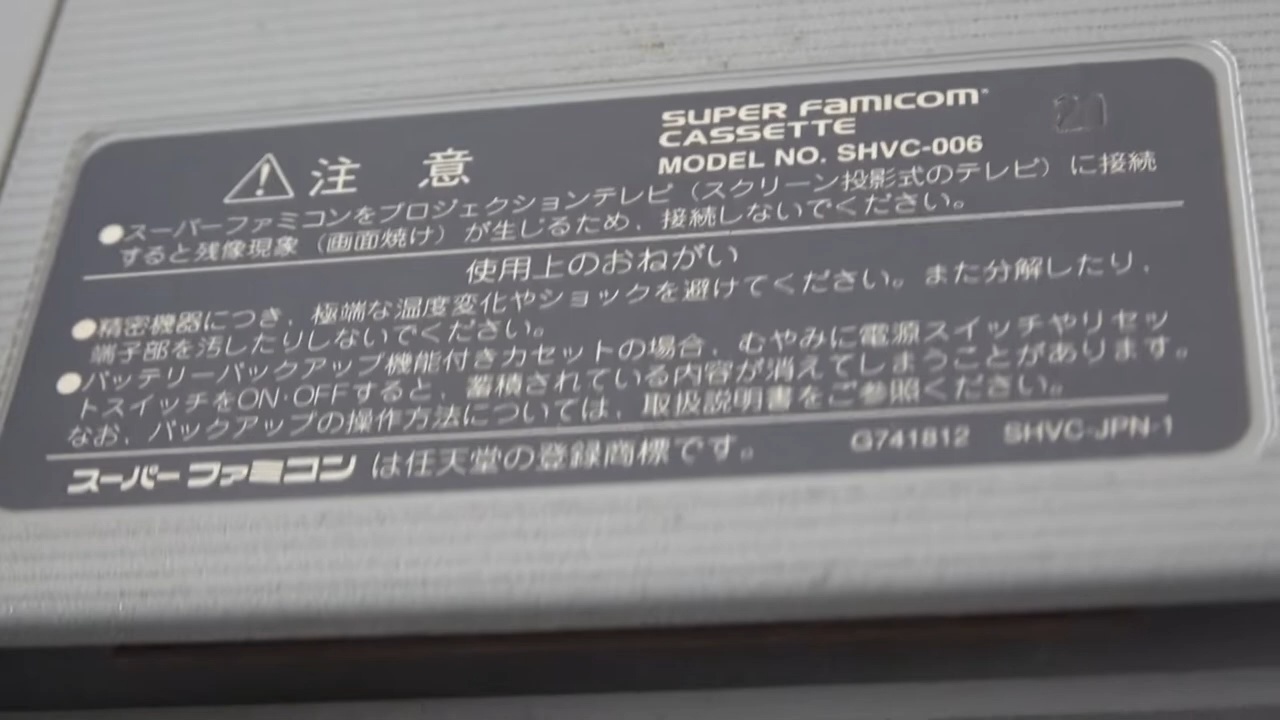 SUPER FAMICOM
CASSETTE
MODEL NO. SHVC-006
21
⚠注 意
●スーパーファミコンをプロジェクションテレビ（スクリーン投影式のテレビ）に接続
すると残像現象（画面焼け）が生じるため、接続しないでください。
使用上のおねがい
●精密機器につき、極端な温度変化やショックを避けてください。また分解したり、
端子部を汚したりしないでください。
●バッテリーバックアップ機能付きカセットの場合、むやみに電源スイッチやリセッ
トスイッチをON・OFFすると、蓄積されている内容が消えてしまうことがあります。
なお、バックアップの操作方法については、取扱説明書をご参照ください。
スーパーファミコンは任天堂の登録商標です。 G741812 SHVC-JPN-1